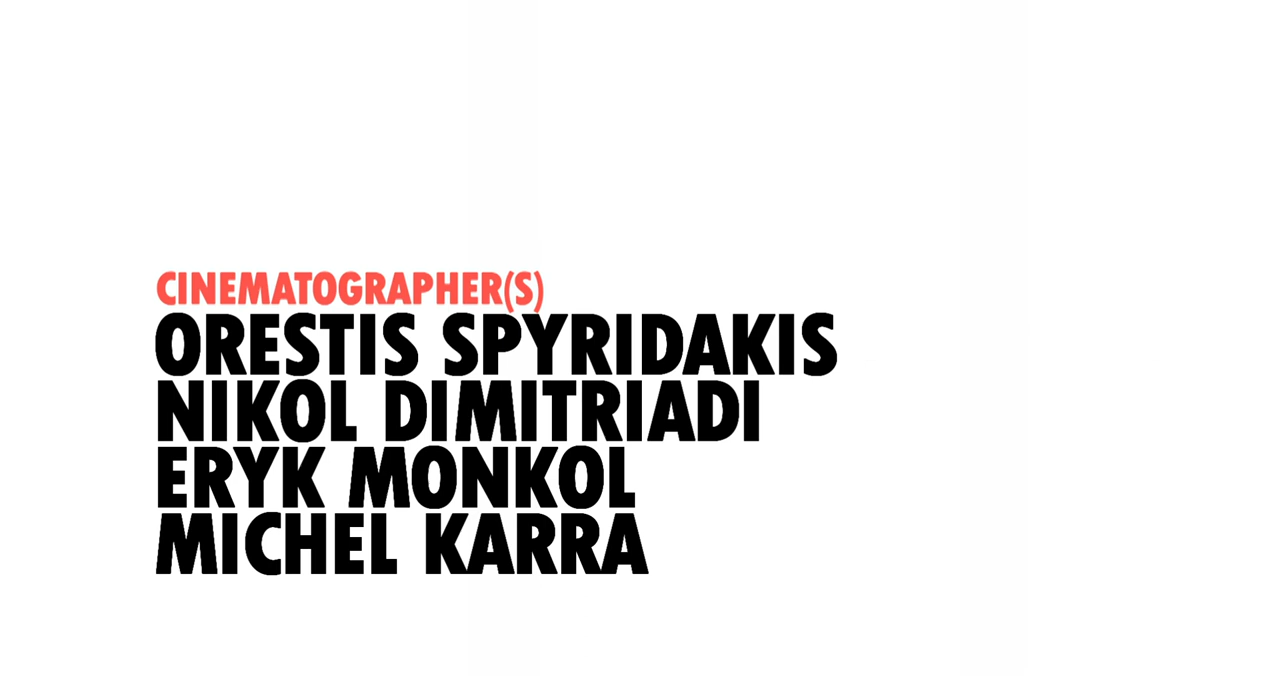 CINEMATOGRAPHER(S)
ORESTIS SPYRIDAKIS
NIKOL DIMITRIADI
ERYK MONKOL
MICHEL KARRA